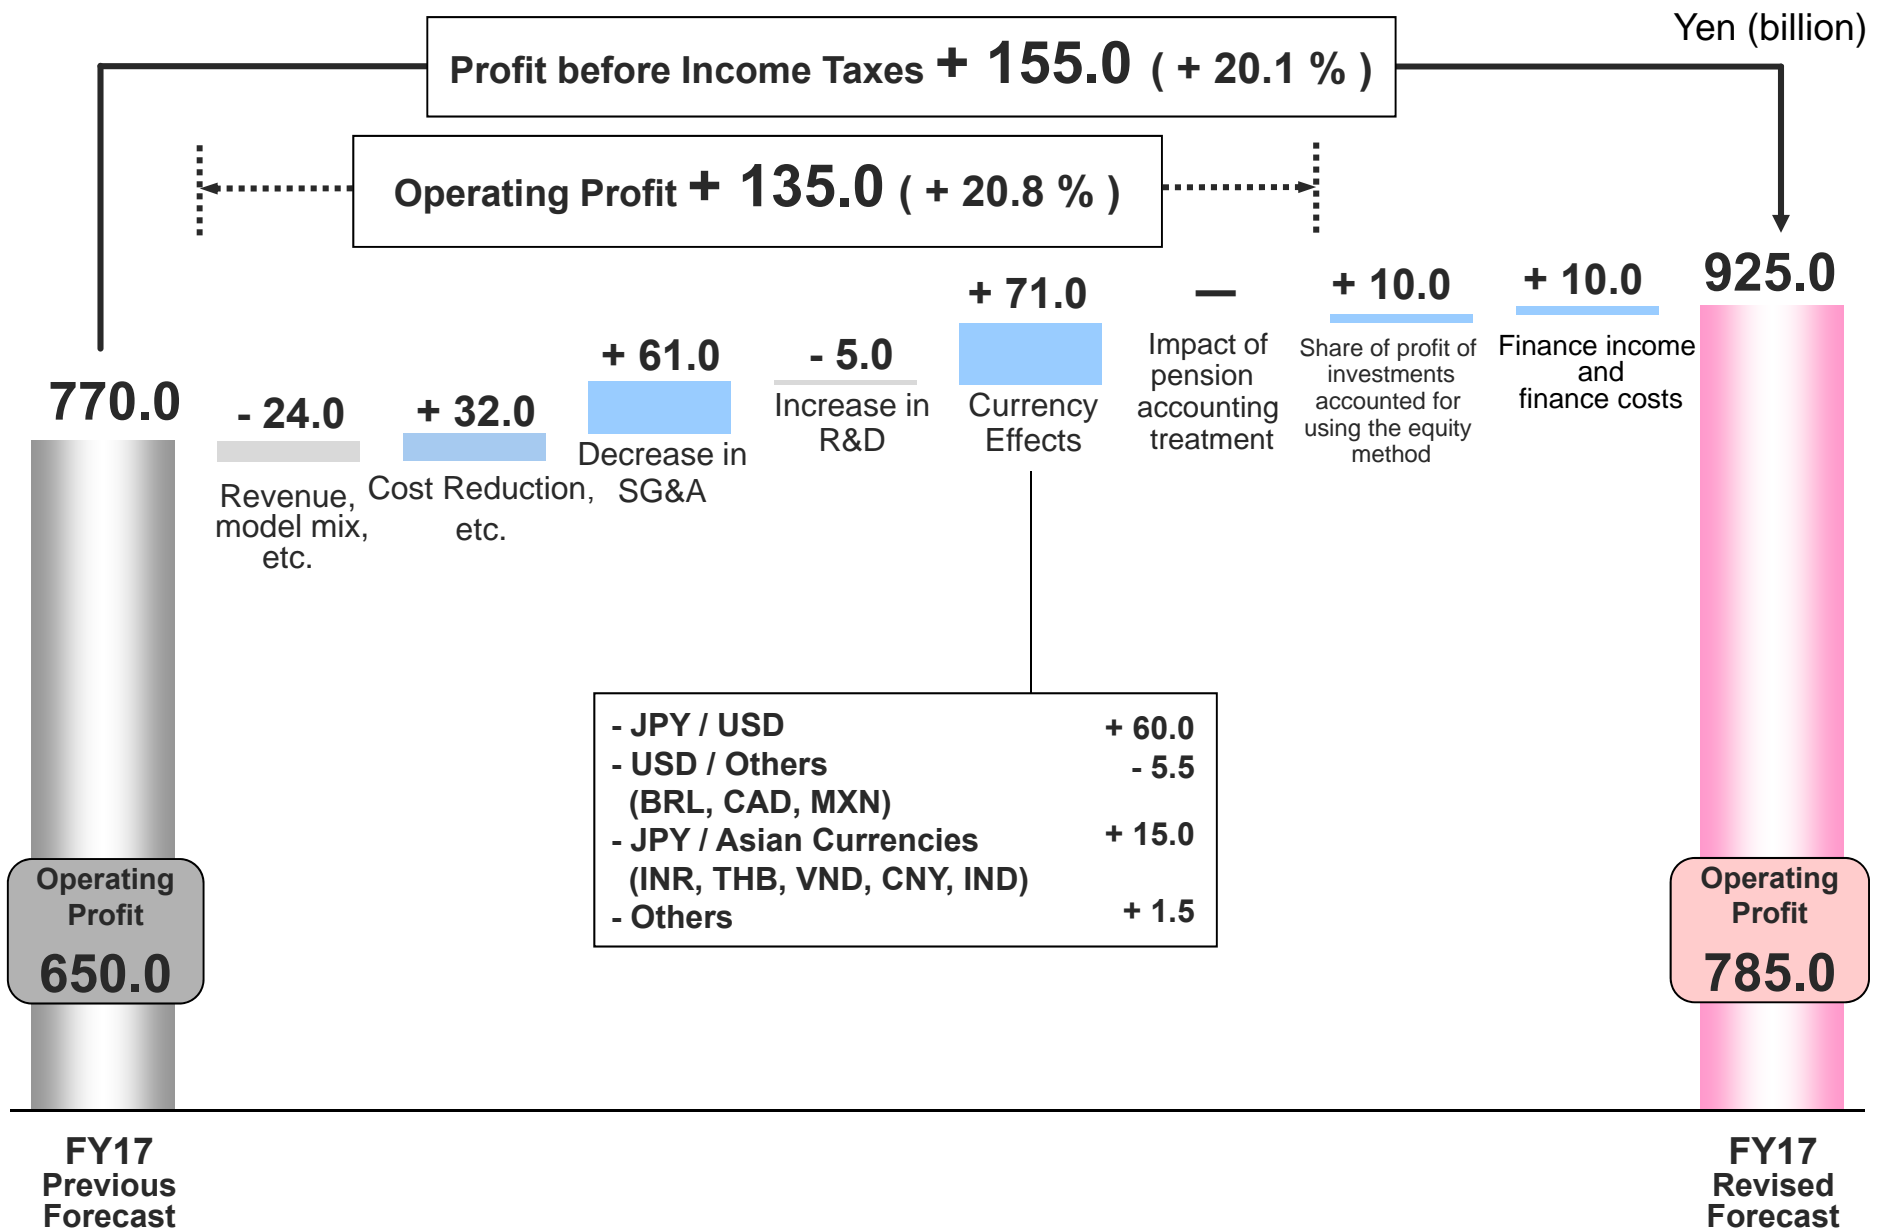 Yen (billion)
Profit before Income Taxes + 155.0 ( + 20.1 % )
Operating Profit + 135.0 ( + 20.8 % )
770.0
- 24.0
Revenue,
model mix,
etc.
+ 32.0
Cost Reduction,
etc.
+ 61.0
Decrease in
SG&A
- 5.0
Increase in
R&D
+ 71.0
Currency
Effects
—
Impact of
pension
accounting
treatment
+ 10.0
Share of profit of
investments
accounted for
using the equity
method
+ 10.0
Finance income
and
finance costs
925.0
- JPY / USD + 60.0
- USD / Others - 5.5
(BRL, CAD, MXN)
- JPY / Asian Currencies + 15.0
(INR, THB, VND, CNY, IND)
- Others + 1.5
Operating
Profit
650.0
Operating
Profit
785.0
FY17
Previous
Forecast
FY17
Revised
Forecast